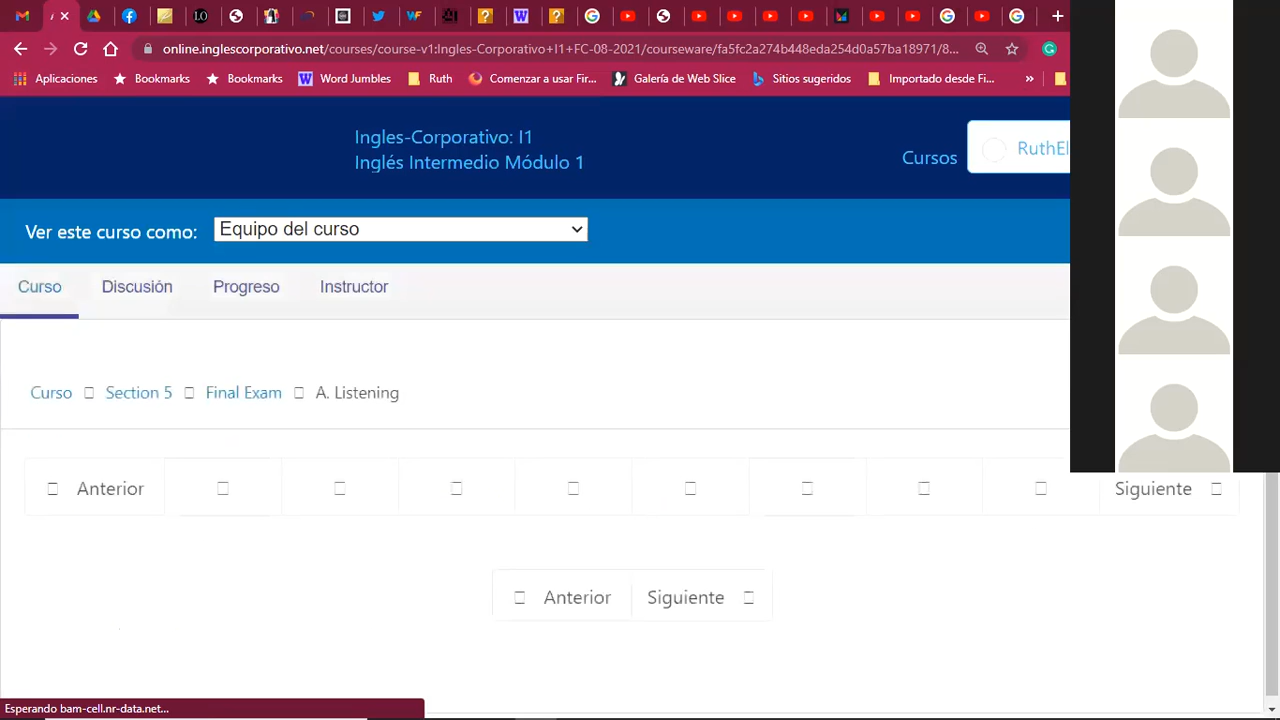 online.inglescorporativo.net/courses/course-v1:Ingles-Corporativo+I1+FC-08-2021/courseware/fa5fc2a274b448eda254d0a57ba18971/8...
Aplicaciones Bookmarks Bookmarks Word Jumbles Ruth Comenzar a usar Fir... Galería de Web Slice Sitios sugeridos Importado desde Fi... »
Ingles-Corporativo: I1
Inglés Intermedio Módulo 1
Cursos RuthEl
Ver este curso como: Equipo del curso
Curso Discusión Progreso Instructor
Curso Section 5 Final Exam A. Listening
Anterior Siguiente
Anterior Siguiente
Esperando bam-cell.nr-data.net...